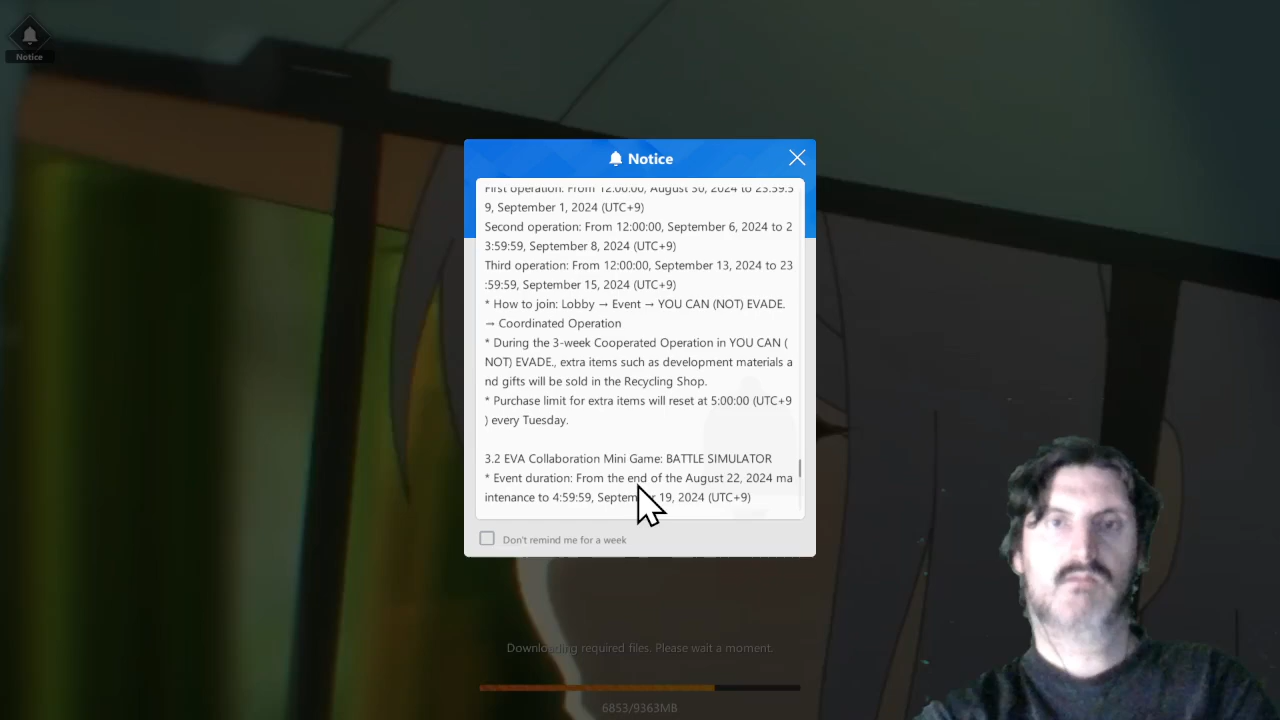 Notice
Notice
First operation: From 12:00:00, August 30, 2024 to 23:59:5
9, September 1, 2024 (UTC+9)
Second operation: From 12:00:00, September 6, 2024 to 2
3:59:59, September 8, 2024 (UTC+9)
Third operation: From 12:00:00, September 13, 2024 to 23
:59:59, September 15, 2024 (UTC+9)
* How to join: Lobby → Event → YOU CAN (NOT) EVADE.
→ Coordinated Operation
* During the 3-week Cooperated Operation in YOU CAN (
NOT) EVADE., extra items such as development materials a
nd gifts will be sold in the Recycling Shop.
* Purchase limit for extra items will reset at 5:00:00 (UTC+9
) every Tuesday.
3.2 EVA Collaboration Mini Game: BATTLE SIMULATOR
* Event duration: From the end of the August 22, 2024 ma
intenance to 4:59:59, September 19, 2024 (UTC+9)
Don't remind me for a week
Downloading required files. Please wait a moment.
6853/9363MB